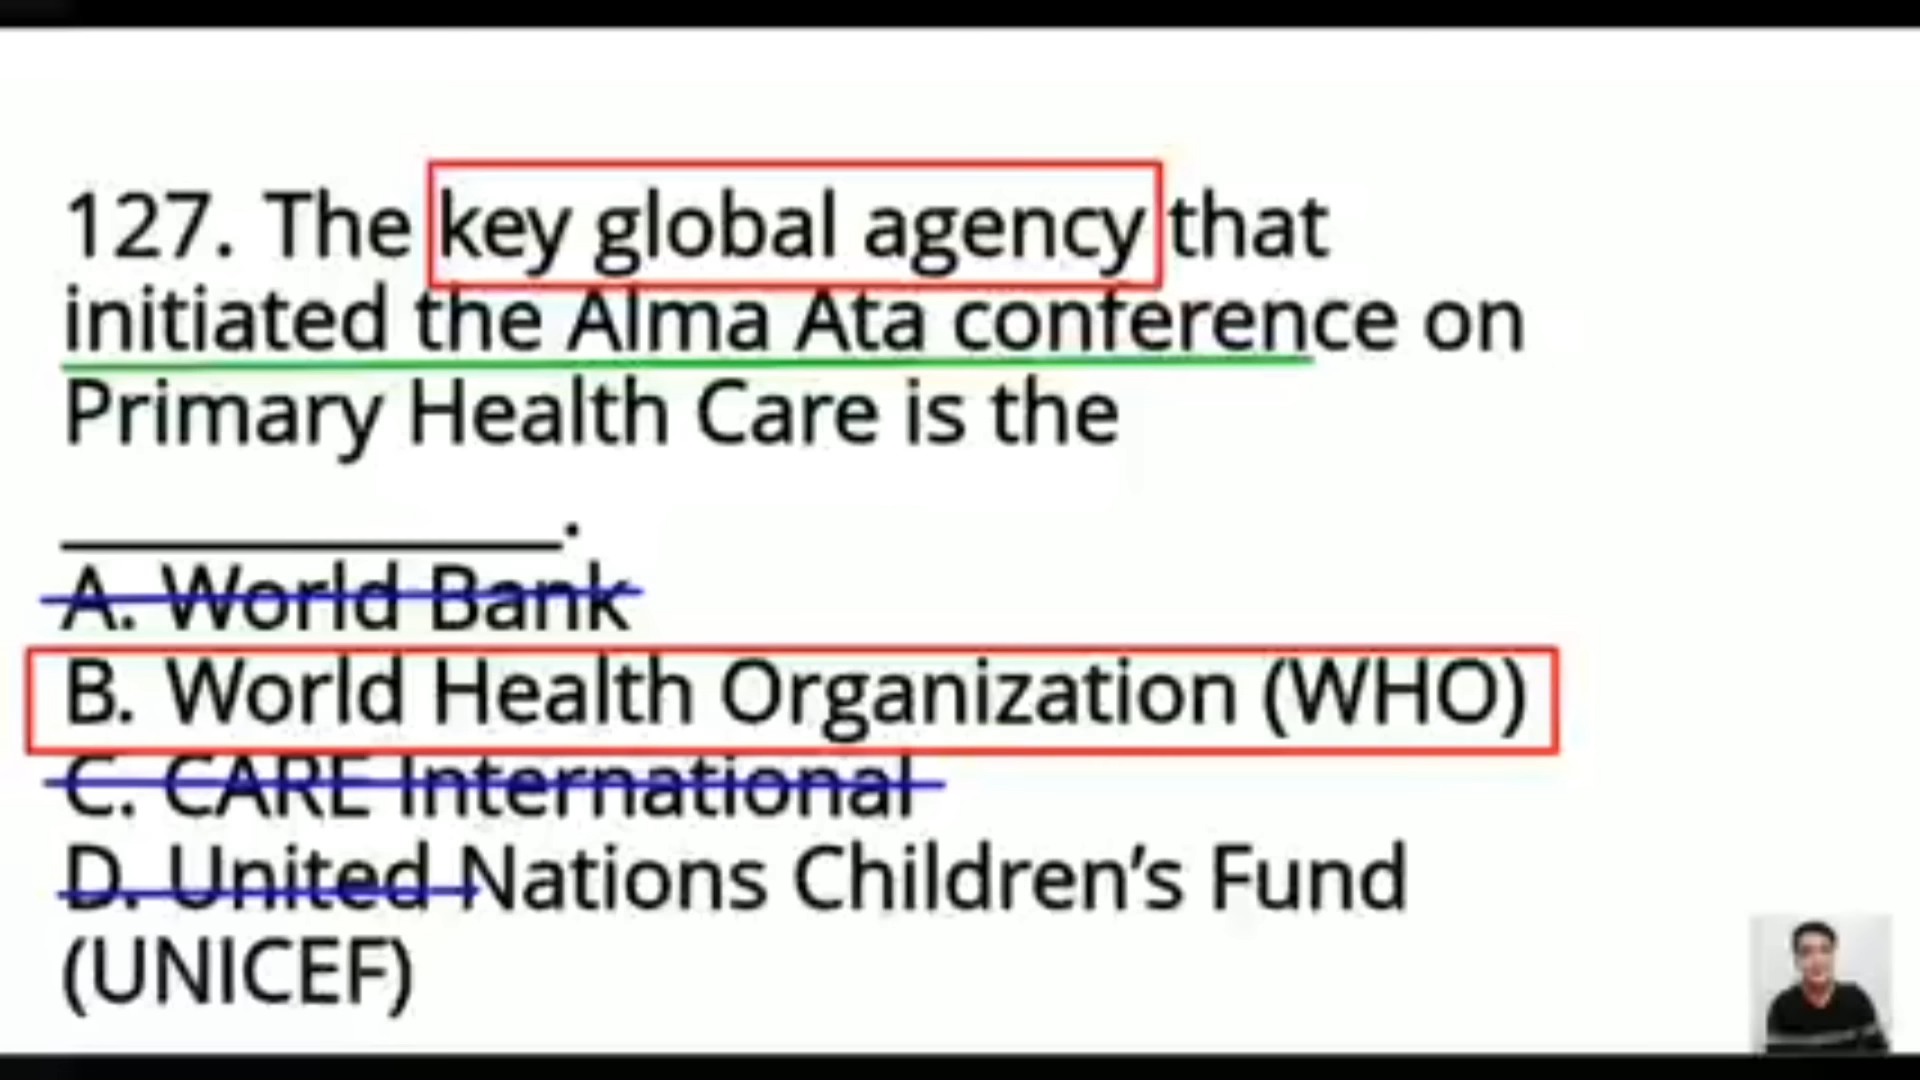 127. The key global agency that
initiated the Alma Ata conference on
Primary Health Care is the
____________.
A. World Bank
B. World Health Organization (WHO)
C. CARE International
D. United Nations Children’s Fund
(UNICEF)